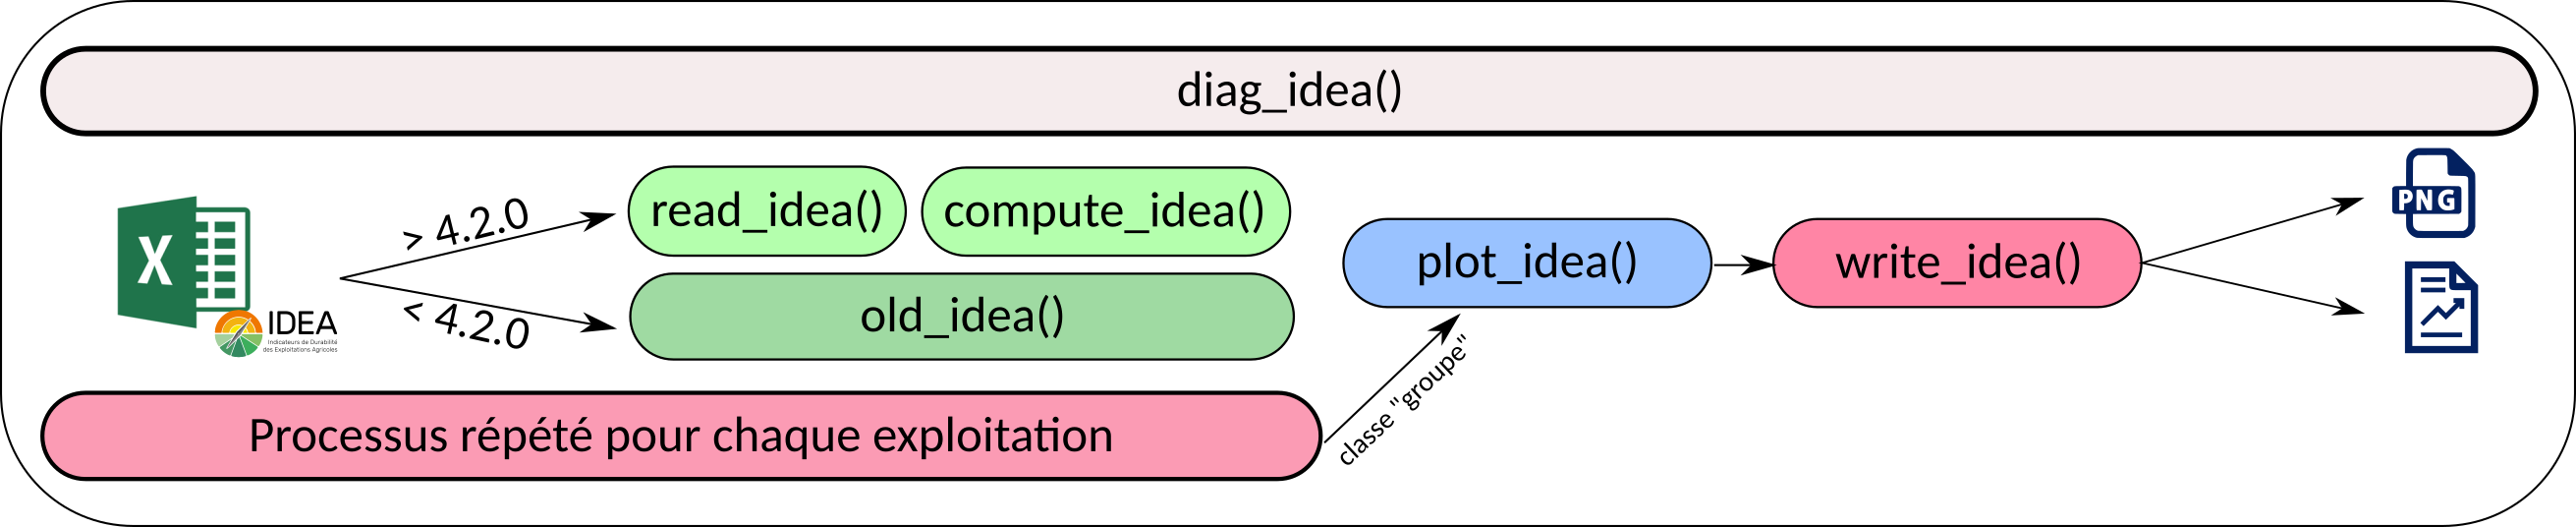 diag_idea()
X
> 4.2.0
< 4.2.0
IDEA
Indicateurs de Durabilité
des Exploitations Agricoles
read_idea()
compute_idea()
old_idea()
Processus répété pour chaque exploitation
classe "groupe"
plot_idea()
write_idea()
PNG